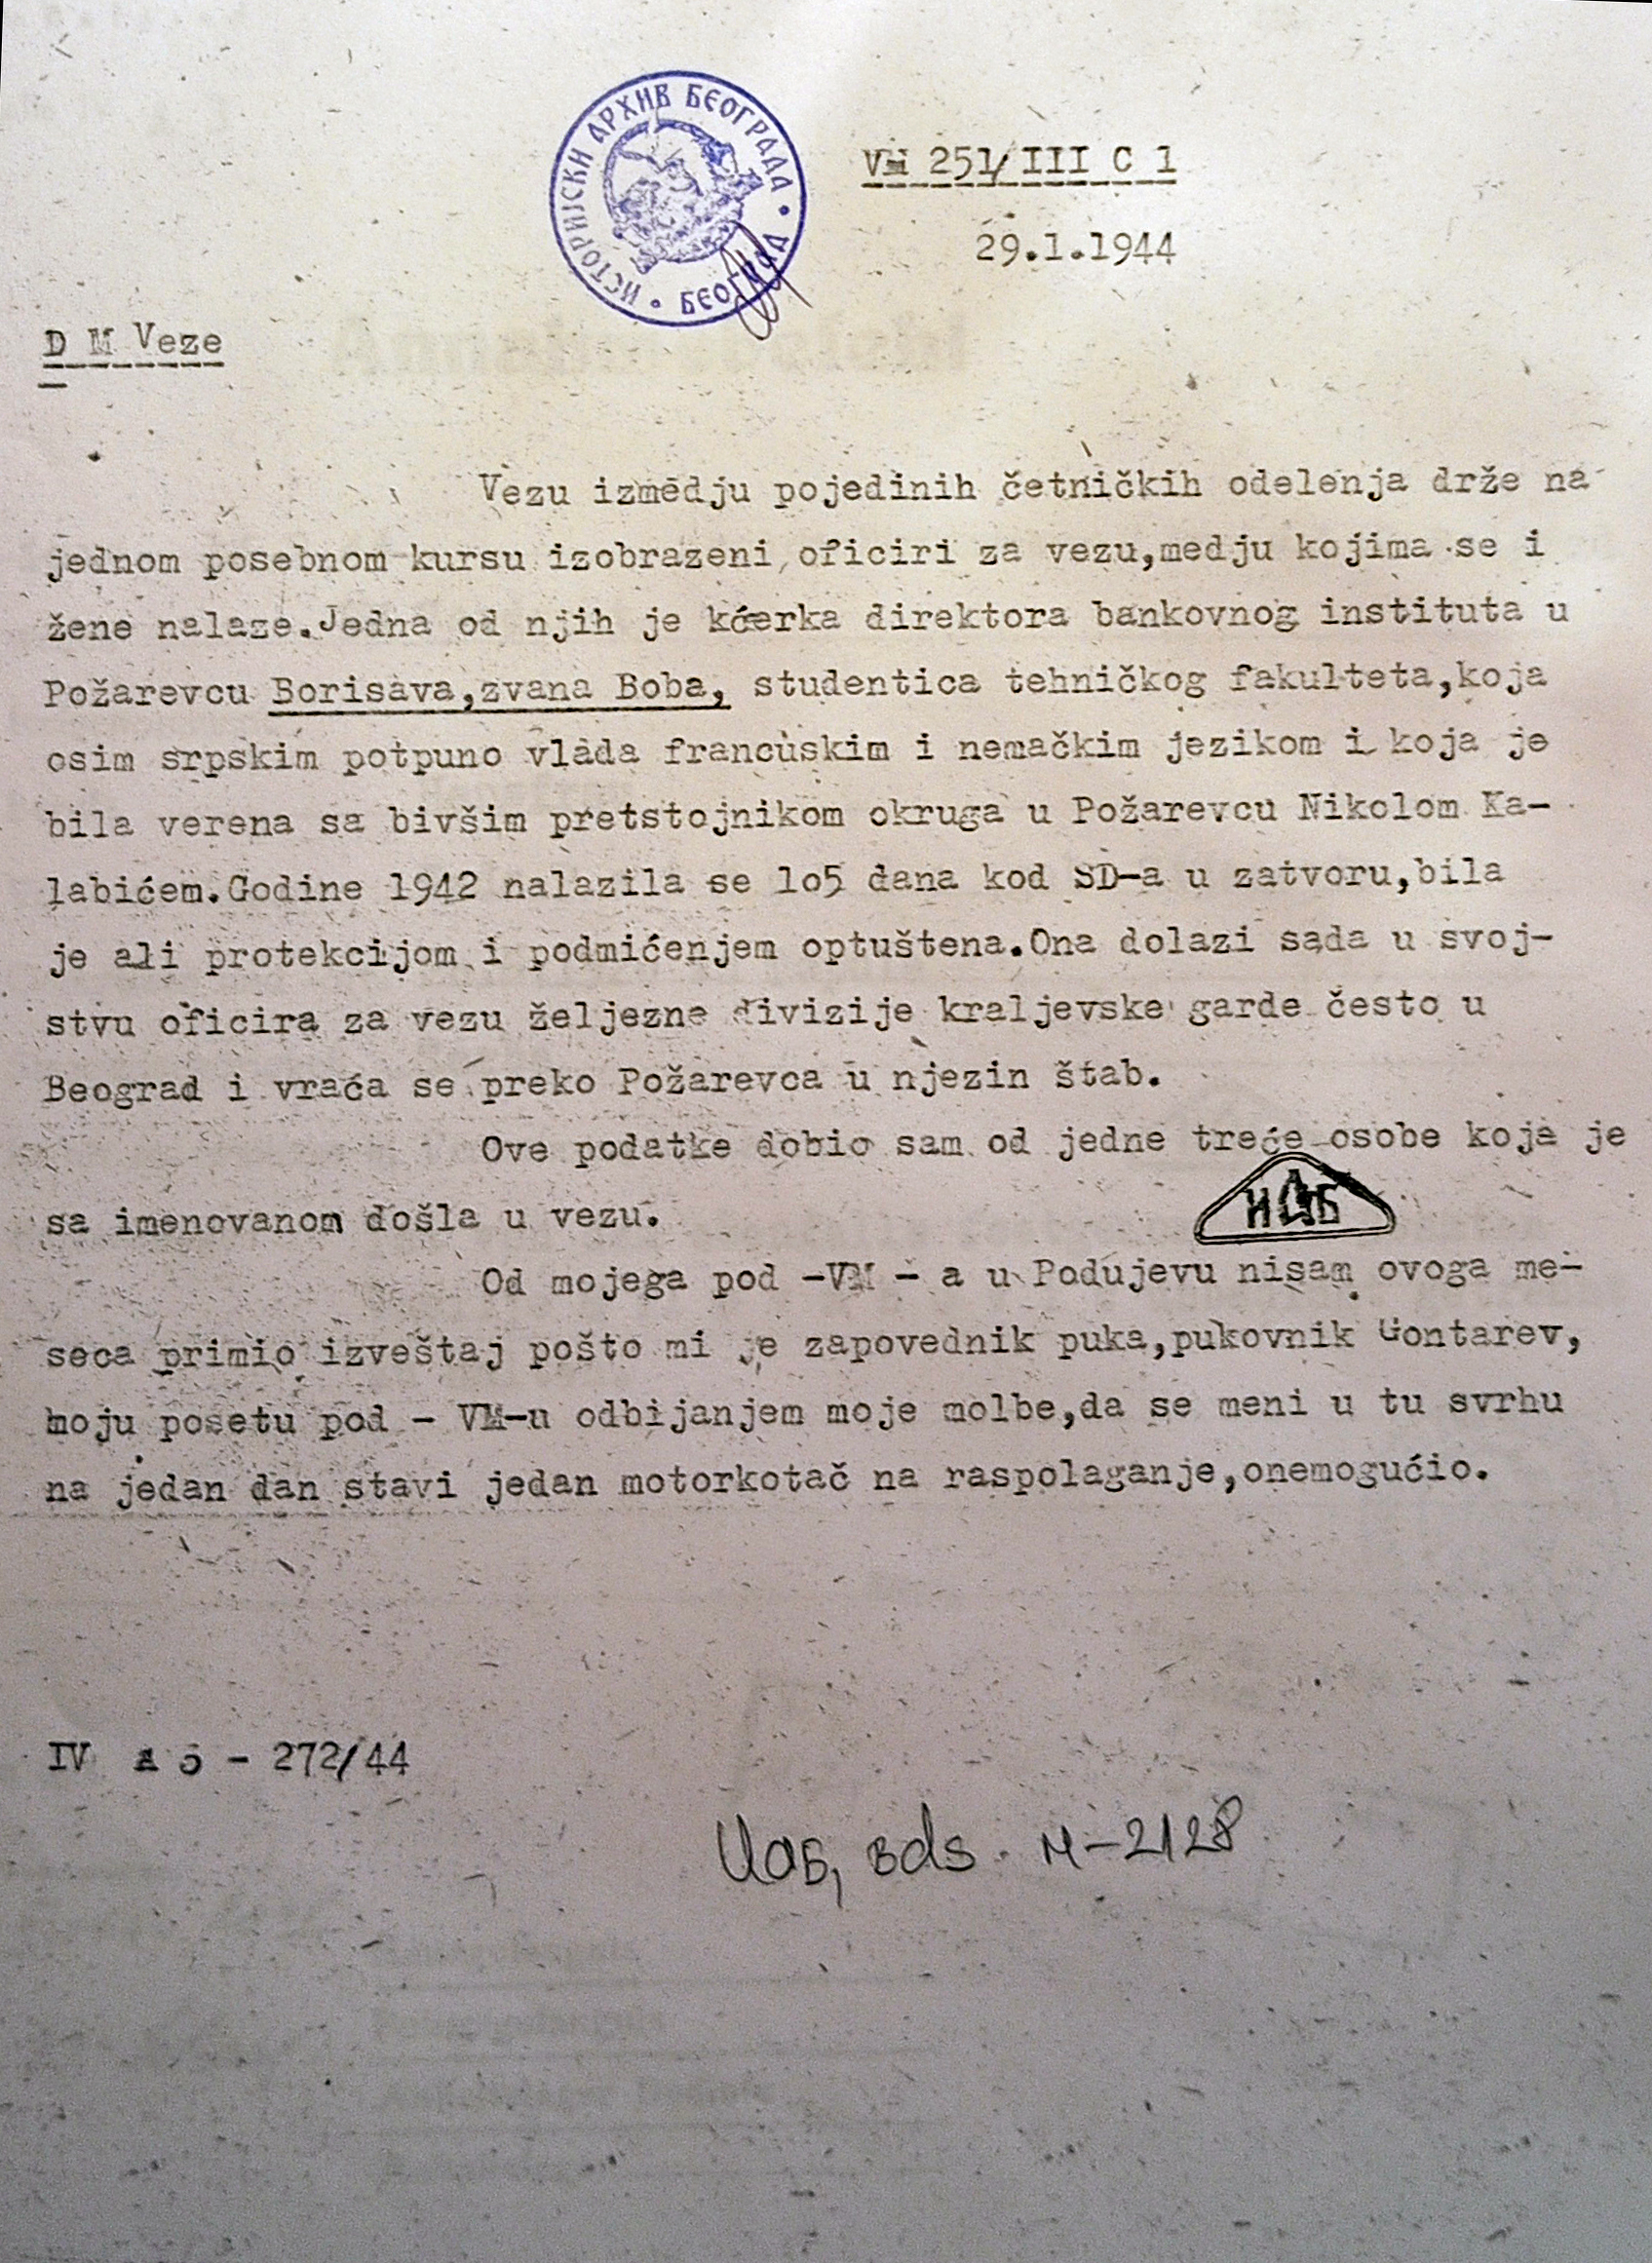 ИСТОРИЈСКИ АРХИВ БЕОГРАДА • БЕОГРАД •
VM 251/III C 1
29.1.1944
D M Veze
Vezu izmedju pojedinih četničkih odelenja drže na
jednom posebnom kursu izobrazeni oficiri za vezu,medju kojima se i
žene nalaze.Jedna od njih je kćerka direktora bankovnog instituta u
Požarevcu Borisava,zvana Boba, studentica tehničkog fakulteta,koja
osim srpskim potpuno vlada francuskim i nemačkim jezikom i koja je
bila verena sa bivšim pretstojnikom okruga u Požarevcu Nikolom Ka-
labićem.Godine 1942 nalazila se lo5 dana kod SD-a u zatvoru,bila
je ali protekcijom i podmićenjem optuštena.Ona dolazi sada u svoj-
stvu oficira za vezu željezne divizije kraljevske garde često u
Beograd i vraća se preko Požarevca u njezin štab.
Ove podatke dobio sam od jedne treće osobe koja je
sa imenovanom došla u vezu.
ИАБ
Od mojega pod -VM - a u Podujevu nisam ovoga me-
seca primio izveštaj pošto mi je zapovednik puka,pukovnik Gontarev,
moju posetu pod - VM-u odbijanjem moje molbe,da se meni u tu svrhu
na jedan dan stavi jedan motorkotač na raspolaganje,onemogućio.
IV - 272/44
ИАБ, BdS. М-2128